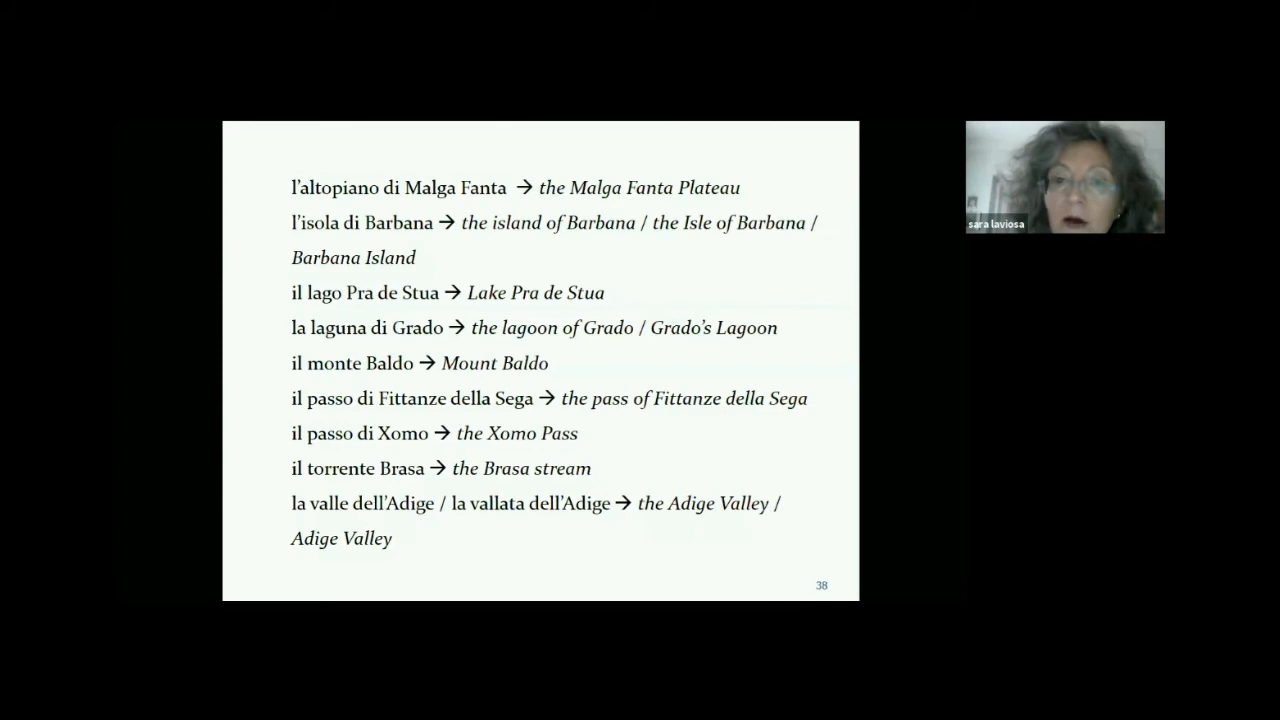 l'altopiano di Malga Fanta → the Malga Fanta Plateau
l'isola di Barbana → the island of Barbana / the Isle of Barbana /
Barbana Island
il lago Pra de Stua → Lake Pra de Stua
la laguna di Grado → the lagoon of Grado / Grado's Lagoon
il monte Baldo → Mount Baldo
il passo di Fittanze della Sega → the pass of Fittanze della Sega
il passo di Xomo → the Xomo Pass
il torrente Brasa → the Brasa stream
la valle dell'Adige / la vallata dell'Adige → the Adige Valley /
Adige Valley
38
sara laviosa